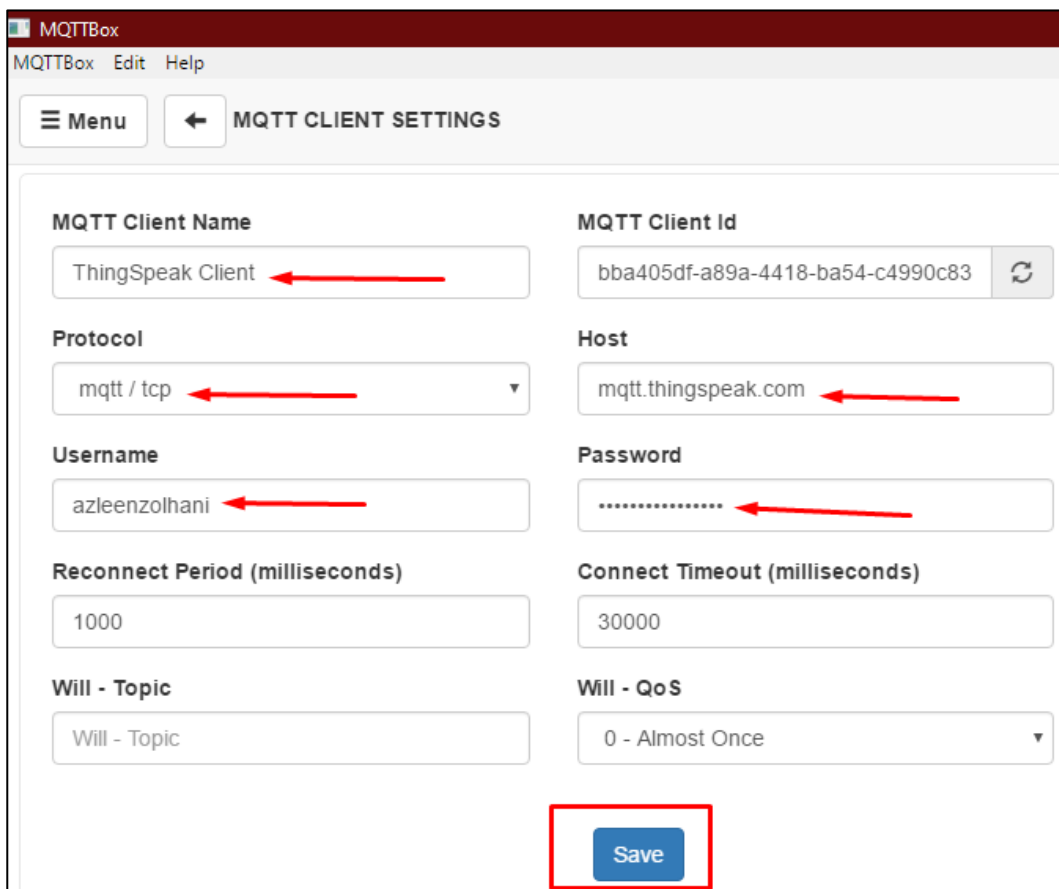 MQTTBox
MQTTBox Edit Help
☰ Menu MQTT CLIENT SETTINGS
MQTT Client Name MQTT Client Id
ThingSpeak Client bba405df-a89a-4418-ba54-c4990c83
Protocol Host
mqtt / tcp mqtt.thingspeak.com
Username Password
azleenzolhani ••••••••••••••••
Reconnect Period (milliseconds) Connect Timeout (milliseconds)
1000 30000
Will - Topic Will - QoS
Will - Topic 0 - Almost Once
Save